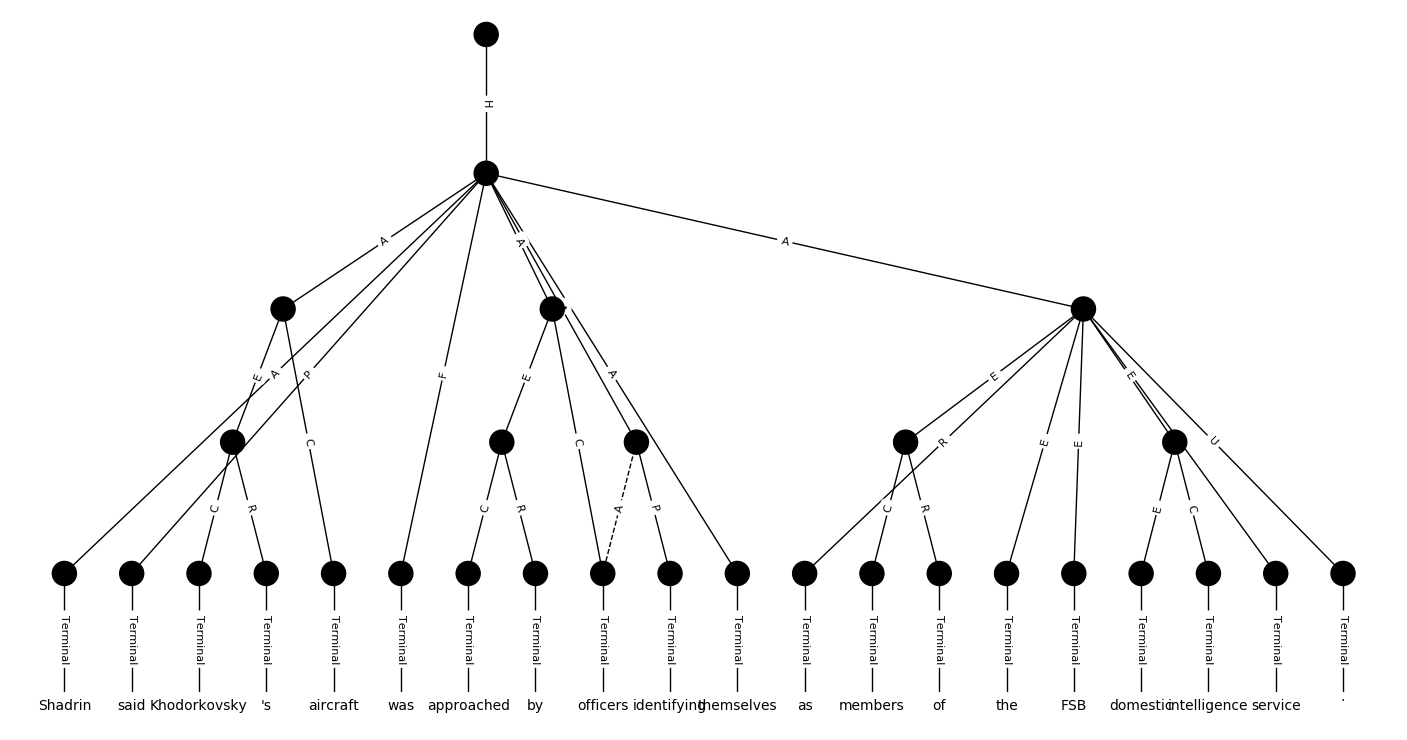 H
A A A
E A P F E A E R E E E U
C R C C R C A P C R E C
Terminal Terminal Terminal Terminal Terminal Terminal Terminal Terminal Terminal Terminal Terminal Terminal Terminal Terminal Terminal Terminal Terminal Terminal Terminal Terminal
Shadrin said Khodorkovsky 's aircraft was approached by officers identifying themselves as members of the FSB domestic intelligence service .